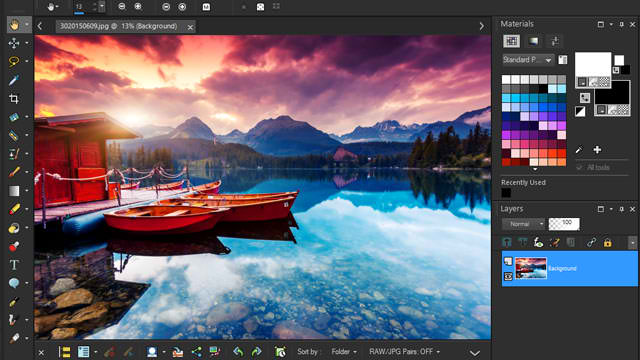 13
3020150609.jpg @ 13% (Background)
Materials
Standard P...
All tools
Recently Used
Layers
Normal
100
Background
T
Sort by :
Folder
RAW/JPG Pairs: OFF